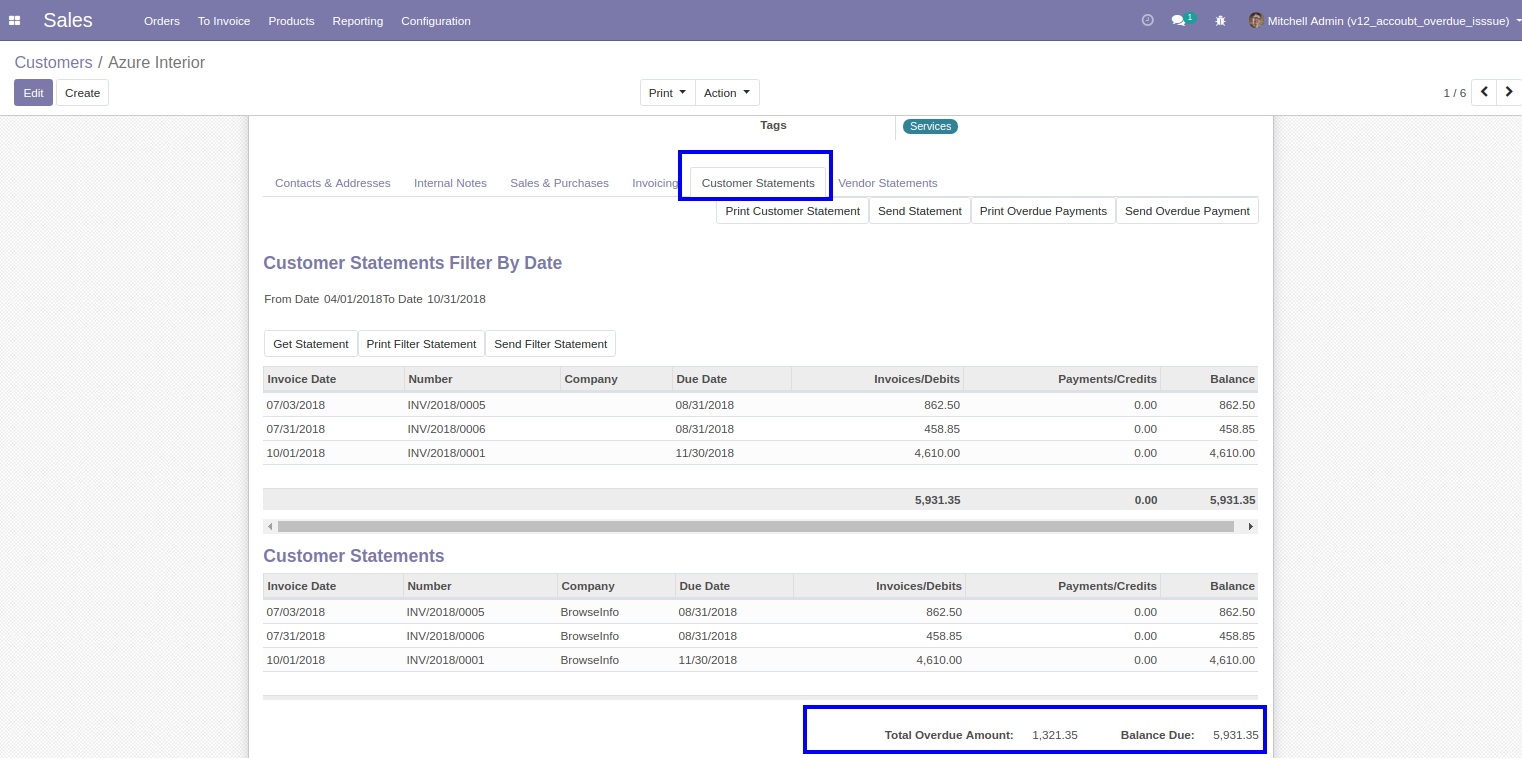 Sales Orders To Invoice Products Reporting Configuration 1 Mitchell Admin (v12_accoubt_overdue_isssue)
Customers / Azure Interior
Edit Create Print Action 1 / 6
Tags Services
Contacts & Addresses Internal Notes Sales & Purchases Invoicing Customer Statements Vendor Statements
Print Customer Statement Send Statement Print Overdue Payments Send Overdue Payment
Customer Statements Filter By Date
From Date 04/01/2018To Date 10/31/2018
Get Statement Print Filter Statement Send Filter Statement
Invoice Date Number Company Due Date Invoices/Debits Payments/Credits Balance
07/03/2018 INV/2018/0005 08/31/2018 862.50 0.00 862.50
07/31/2018 INV/2018/0006 08/31/2018 458.85 0.00 458.85
10/01/2018 INV/2018/0001 11/30/2018 4,610.00 0.00 4,610.00
5,931.35 0.00 5,931.35
Customer Statements
Invoice Date Number Company Due Date Invoices/Debits Payments/Credits Balance
07/03/2018 INV/2018/0005 BrowseInfo 08/31/2018 862.50 0.00 862.50
07/31/2018 INV/2018/0006 BrowseInfo 08/31/2018 458.85 0.00 458.85
10/01/2018 INV/2018/0001 BrowseInfo 11/30/2018 4,610.00 0.00 4,610.00
Total Overdue Amount: 1,321.35 Balance Due: 5,931.35